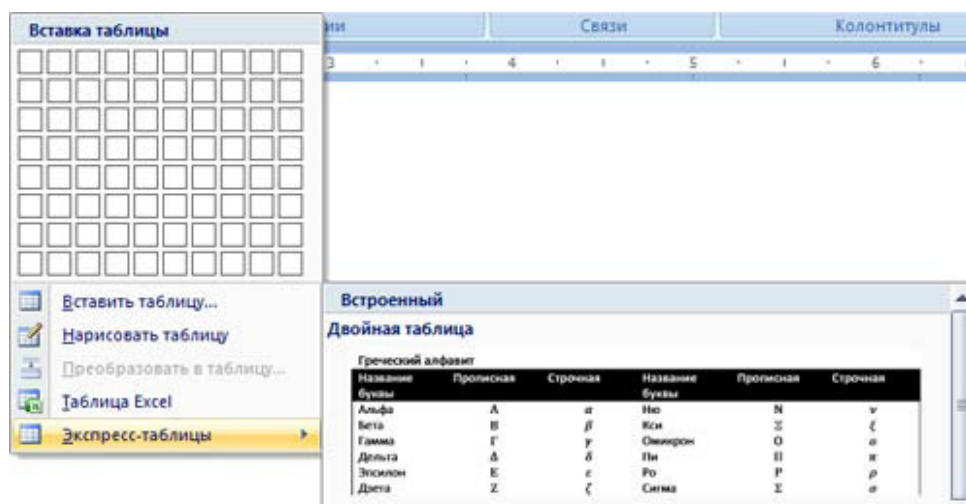 Вставка таблицы
ии Связи Колонтитулы
3 4 5 6
Вставить таблицу...
Нарисовать таблицу
Преобразовать в таблицу...
Таблица Excel
Экспресс-таблицы
Встроенный
Двойная таблица
Греческий алфавит
Название буквы Прописная Строчная Название буквы Прописная Строчная
Альфа Α α Ню Ν ν
Бета Β β Кси Ξ ξ
Гамма Γ γ Омикрон Ο ο
Дельта Δ δ Пи Π π
Эпсилон Ε ε Ро Ρ ρ
Дзета Ζ ζ Сигма Σ σ